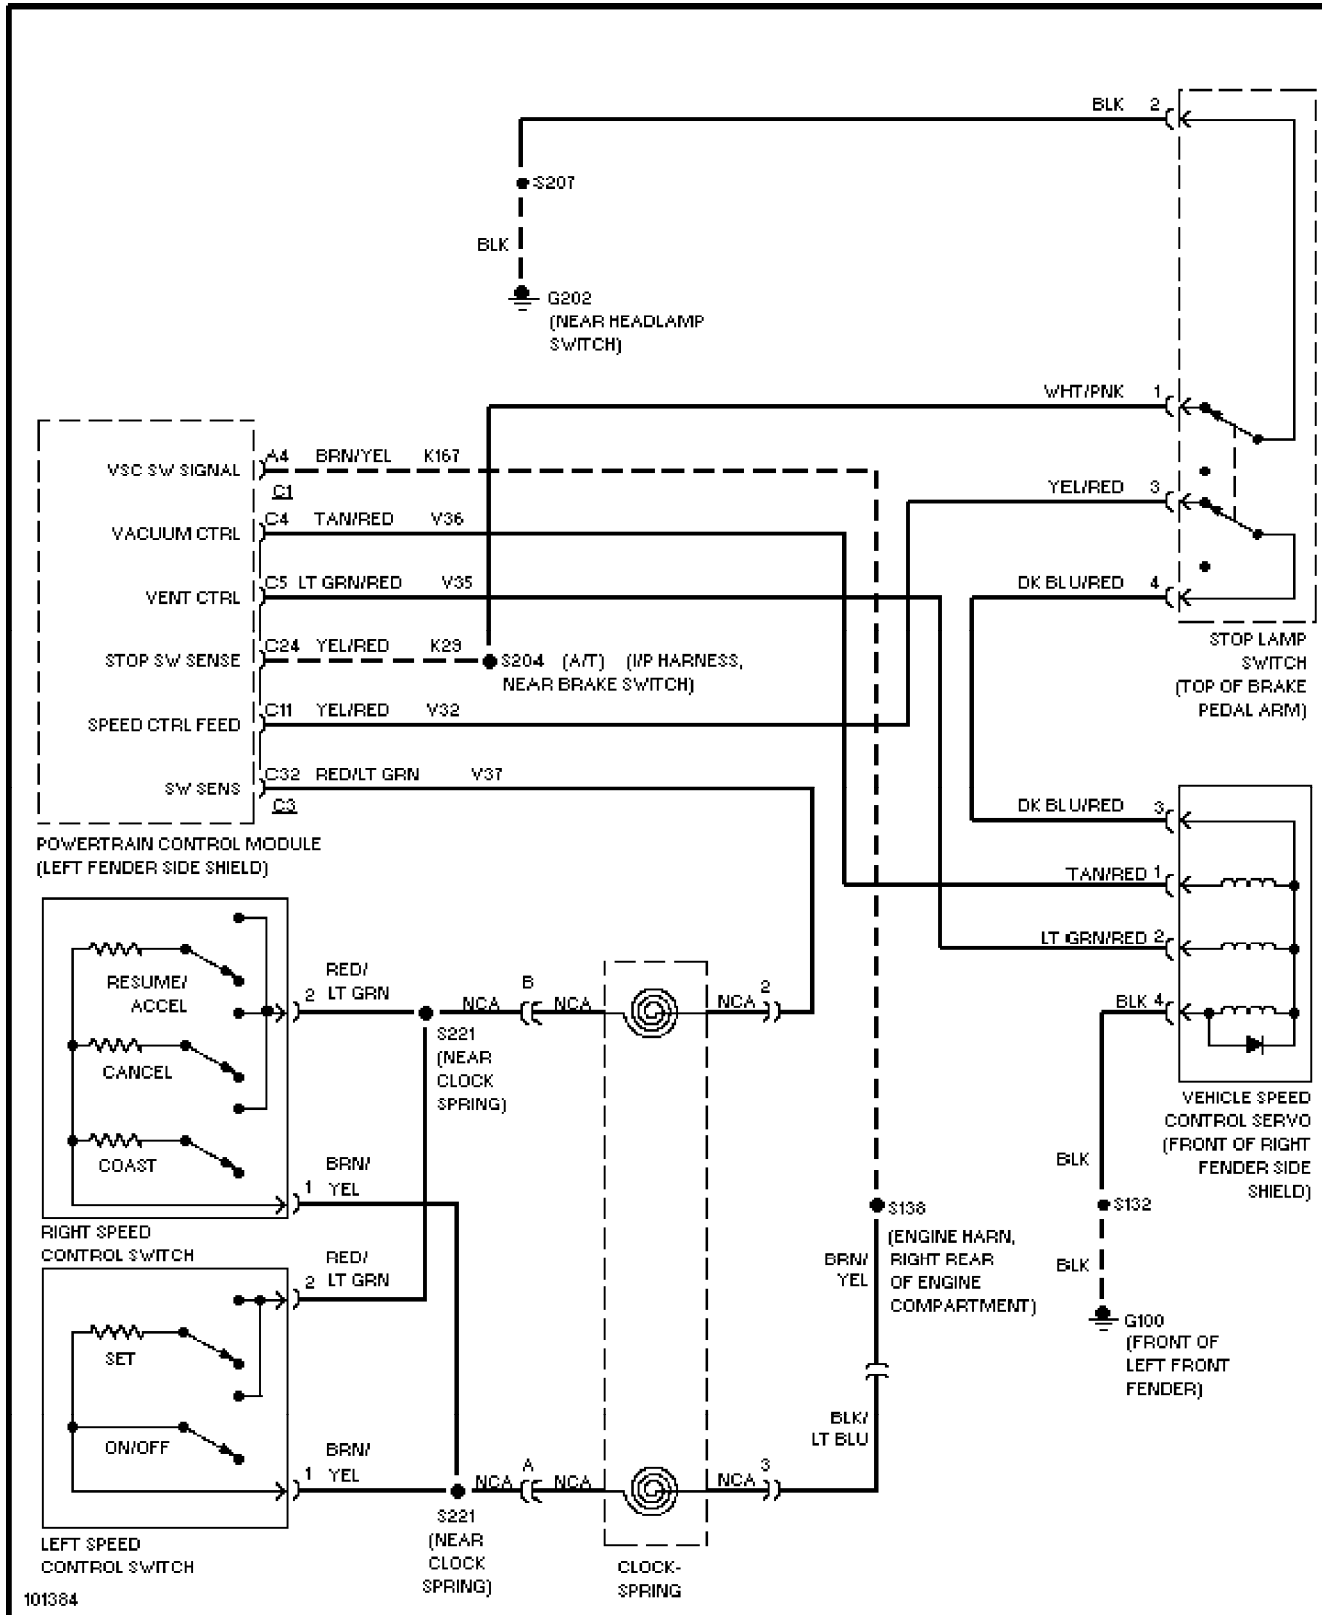 BLK 2
S207
BLK
G202
(NEAR HEADLAMP
SWITCH)
WHT/PNK 1
YEL/RED 3
DK BLU/RED 4
STOP LAMP
SWITCH
(TOP OF BRAKE
PEDAL ARM)
VSC SW SIGNAL A4 BRN/YEL K167
C1
VACUUM CTRL C4 TAN/RED V36
VENT CTRL C5 LT GRN/RED V35
STOP SW SENSE C24 YEL/RED K29
S204 (A/T) (I/P HARNESS,
NEAR BRAKE SWITCH)
SPEED CTRL FEED C11 YEL/RED V32
SW SENS C32 RED/LT GRN V37
C3
POWERTRAIN CONTROL MODULE
(LEFT FENDER SIDE SHIELD)
DK BLU/RED 3
TAN/RED 1
LT GRN/RED 2
BLK 4
VEHICLE SPEED
CONTROL SERVO
(FRONT OF RIGHT
FENDER SIDE
SHIELD)
BLK
S132
BLK
G100
(FRONT OF
LEFT FRONT
FENDER)
RESUME/
ACCEL
CANCEL
COAST
2 RED/
LT GRN
S221
(NEAR
CLOCK
SPRING)
NCA B NCA
NCA 2
1 BRN/
YEL
RIGHT SPEED
CONTROL SWITCH
2 RED/
LT GRN
SET
ON/OFF
1 BRN/
YEL
LEFT SPEED
CONTROL SWITCH
S221
(NEAR
CLOCK
SPRING)
NCA A NCA
NCA 3
CLOCK-
SPRING
S138
(ENGINE HARN,
RIGHT REAR
OF ENGINE
COMPARTMENT)
BRN/
YEL
BLK/
LT BLU
101384